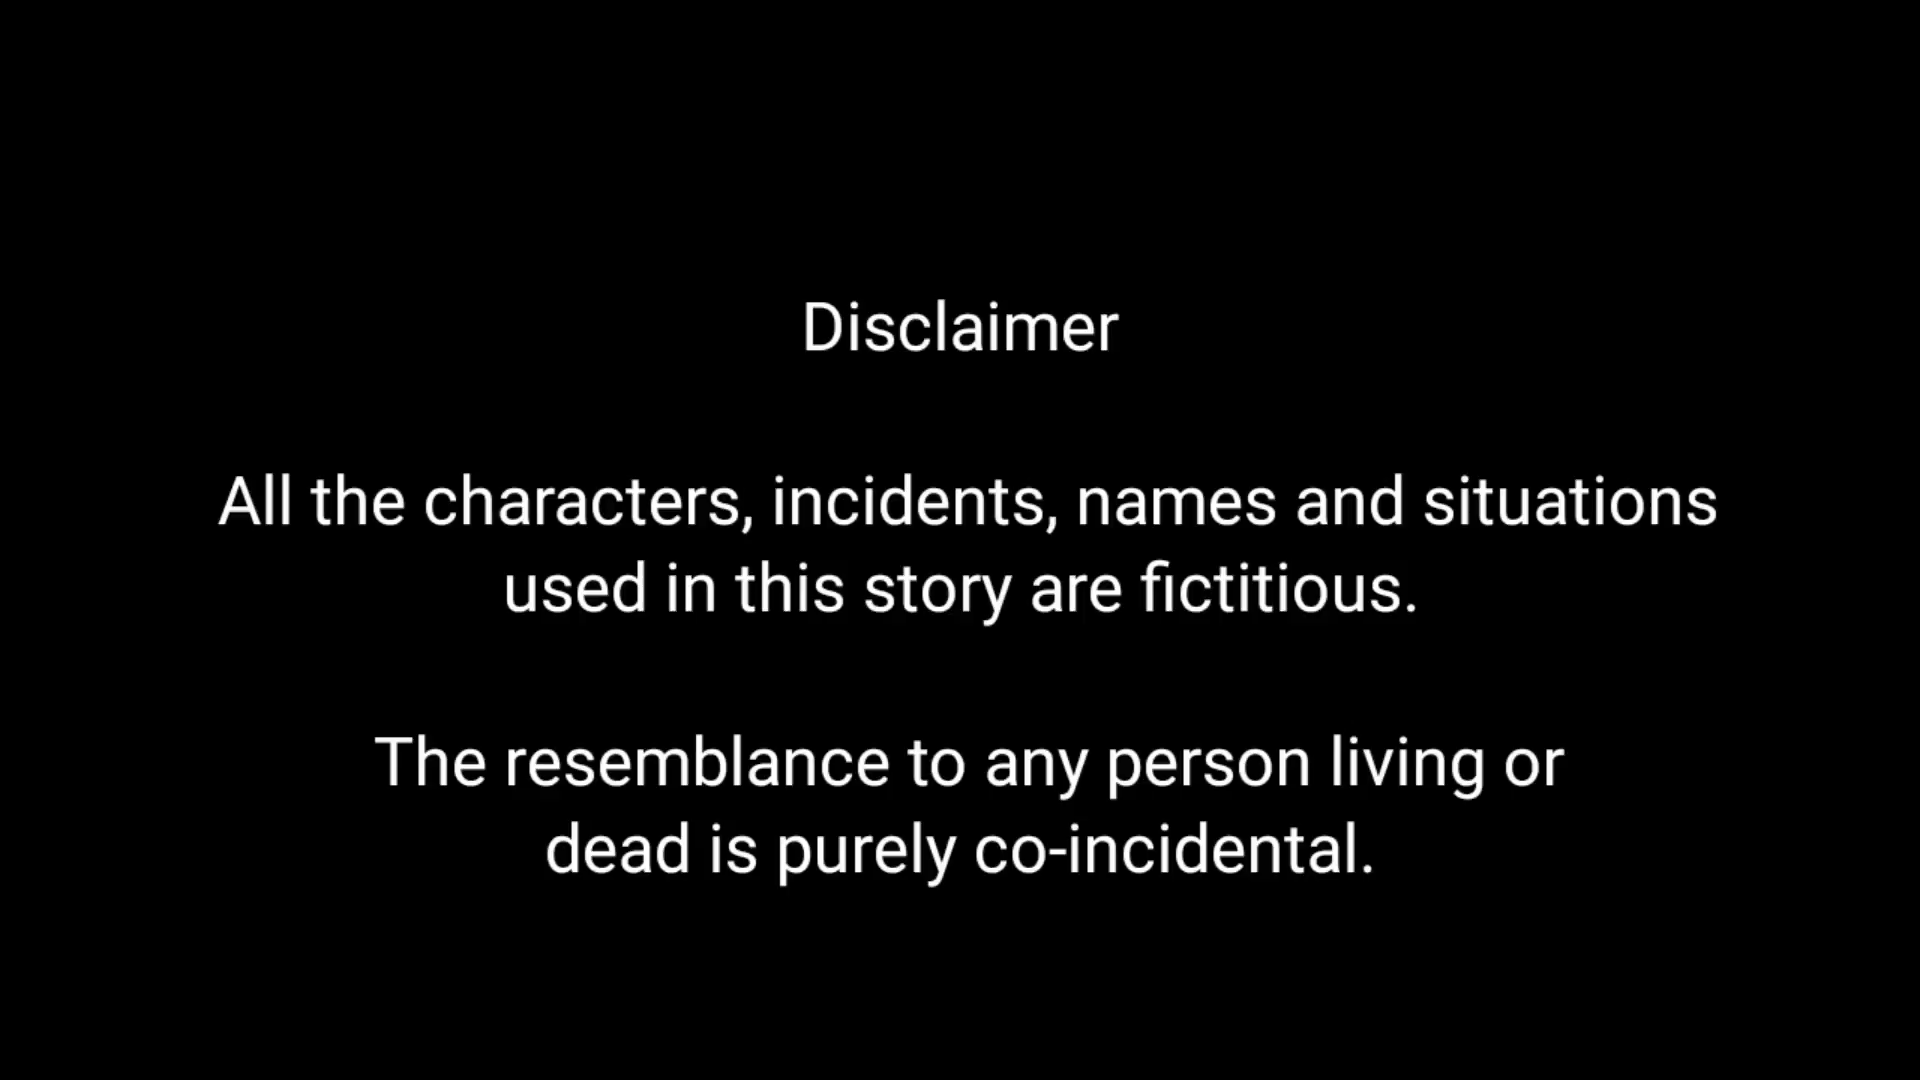 Disclaimer
All the characters, incidents, names and situations
used in this story are fictitious.
The resemblance to any person living or
dead is purely co-incidental.